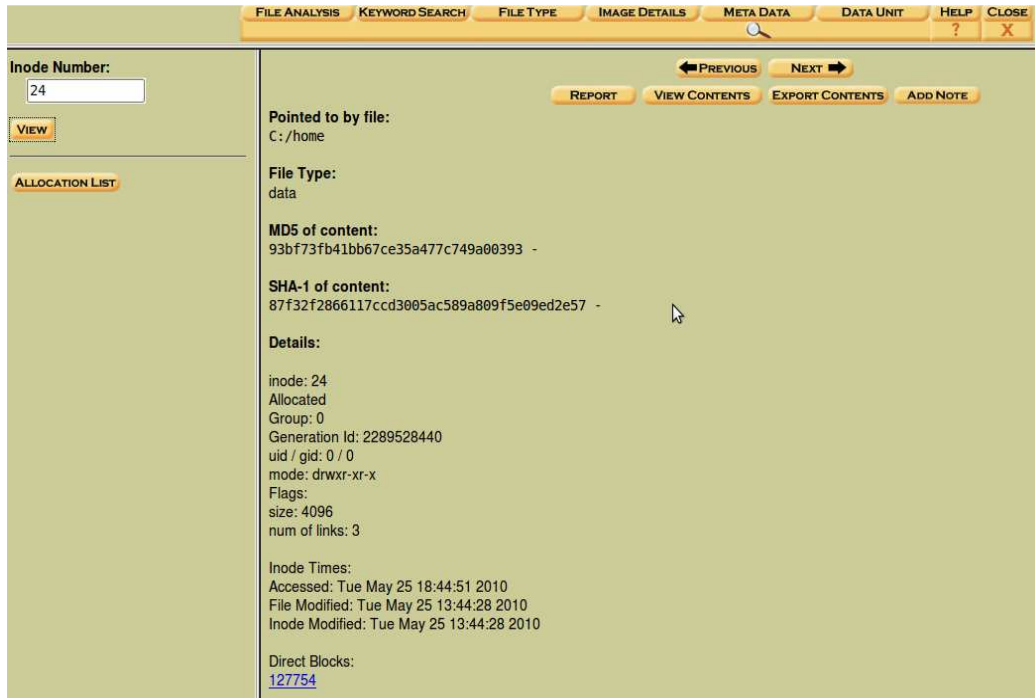 FILE ANALYSIS KEYWORD SEARCH FILE TYPE IMAGE DETAILS META DATA DATA UNIT HELP CLOSE
? X
Inode Number:
24
VIEW
ALLOCATION LIST
PREVIOUS NEXT
REPORT VIEW CONTENTS EXPORT CONTENTS ADD NOTE
Pointed to by file:
C:/home
File Type:
data
MD5 of content:
93bf73fb41bb67ce35a477c749a00393 -
SHA-1 of content:
87f32f2866117ccd3005ac589a809f5e09ed2e57 -
Details:
inode: 24
Allocated
Group: 0
Generation Id: 2289528440
uid / gid: 0 / 0
mode: drwxr-xr-x
Flags:
size: 4096
num of links: 3
Inode Times:
Accessed: Tue May 25 18:44:51 2010
File Modified: Tue May 25 13:44:28 2010
Inode Modified: Tue May 25 13:44:28 2010
Direct Blocks:
127754